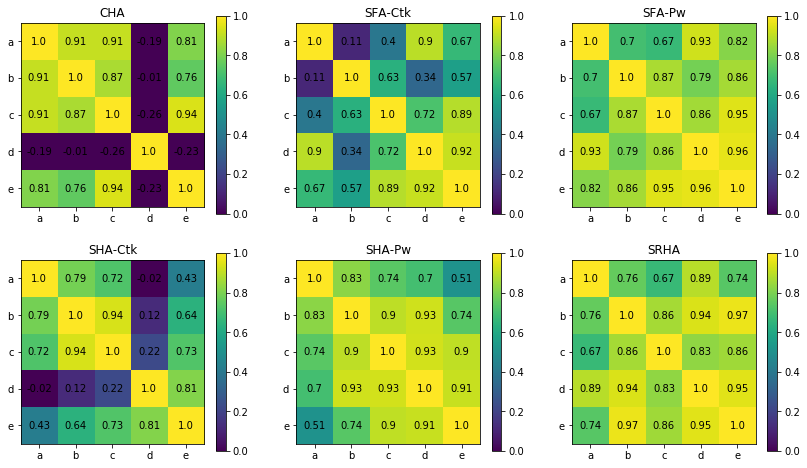 CHA
a 1.0 0.91 0.91 -0.19 0.81
b 0.91 1.0 0.87 -0.01 0.76
c 0.91 0.87 1.0 -0.26 0.94
d -0.19 -0.01 -0.26 1.0 -0.23
e 0.81 0.76 0.94 -0.23 1.0
a b c d e
1.0
0.8
0.6
0.4
0.2
0.0
SFA-Ctk
a 1.0 0.11 0.4 0.9 0.67
b 0.11 1.0 0.63 0.34 0.57
c 0.4 0.63 1.0 0.72 0.89
d 0.9 0.34 0.72 1.0 0.92
e 0.67 0.57 0.89 0.92 1.0
a b c d e
1.0
0.8
0.6
0.4
0.2
0.0
SFA-Pw
a 1.0 0.7 0.67 0.93 0.82
b 0.7 1.0 0.87 0.79 0.86
c 0.67 0.87 1.0 0.86 0.95
d 0.93 0.79 0.86 1.0 0.96
e 0.82 0.86 0.95 0.96 1.0
a b c d e
1.0
0.8
0.6
0.4
0.2
0.0
SHA-Ctk
a 1.0 0.79 0.72 -0.02 0.43
b 0.79 1.0 0.94 0.12 0.64
c 0.72 0.94 1.0 0.22 0.73
d -0.02 0.12 0.22 1.0 0.81
e 0.43 0.64 0.73 0.81 1.0
a b c d e
1.0
0.8
0.6
0.4
0.2
0.0
SHA-Pw
a 1.0 0.83 0.74 0.7 0.51
b 0.83 1.0 0.9 0.93 0.74
c 0.74 0.9 1.0 0.93 0.9
d 0.7 0.93 0.93 1.0 0.91
e 0.51 0.74 0.9 0.91 1.0
a b c d e
1.0
0.8
0.6
0.4
0.2
0.0
SRHA
a 1.0 0.76 0.67 0.89 0.74
b 0.76 1.0 0.86 0.94 0.97
c 0.67 0.86 1.0 0.83 0.86
d 0.89 0.94 0.83 1.0 0.95
e 0.74 0.97 0.86 0.95 1.0
a b c d e
1.0
0.8
0.6
0.4
0.2
0.0